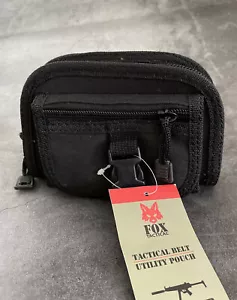 FOX
TACTICAL
TACTICAL BELT
UTILITY POUCH